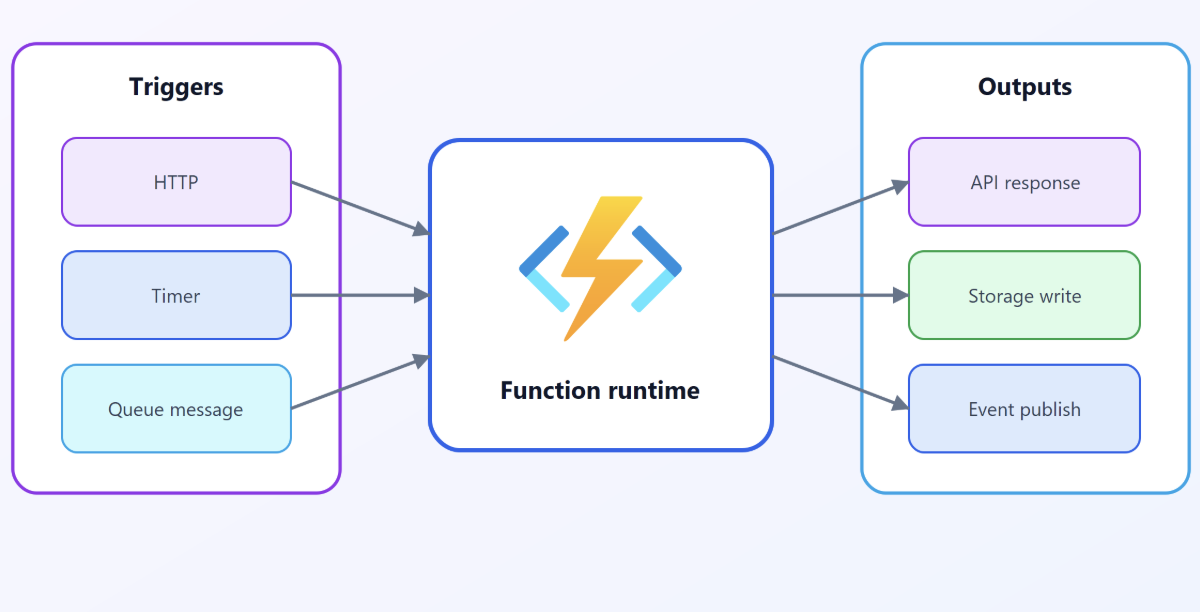 Triggers
HTTP
Timer
Queue message
Function runtime
Outputs
API response
Storage write
Event publish